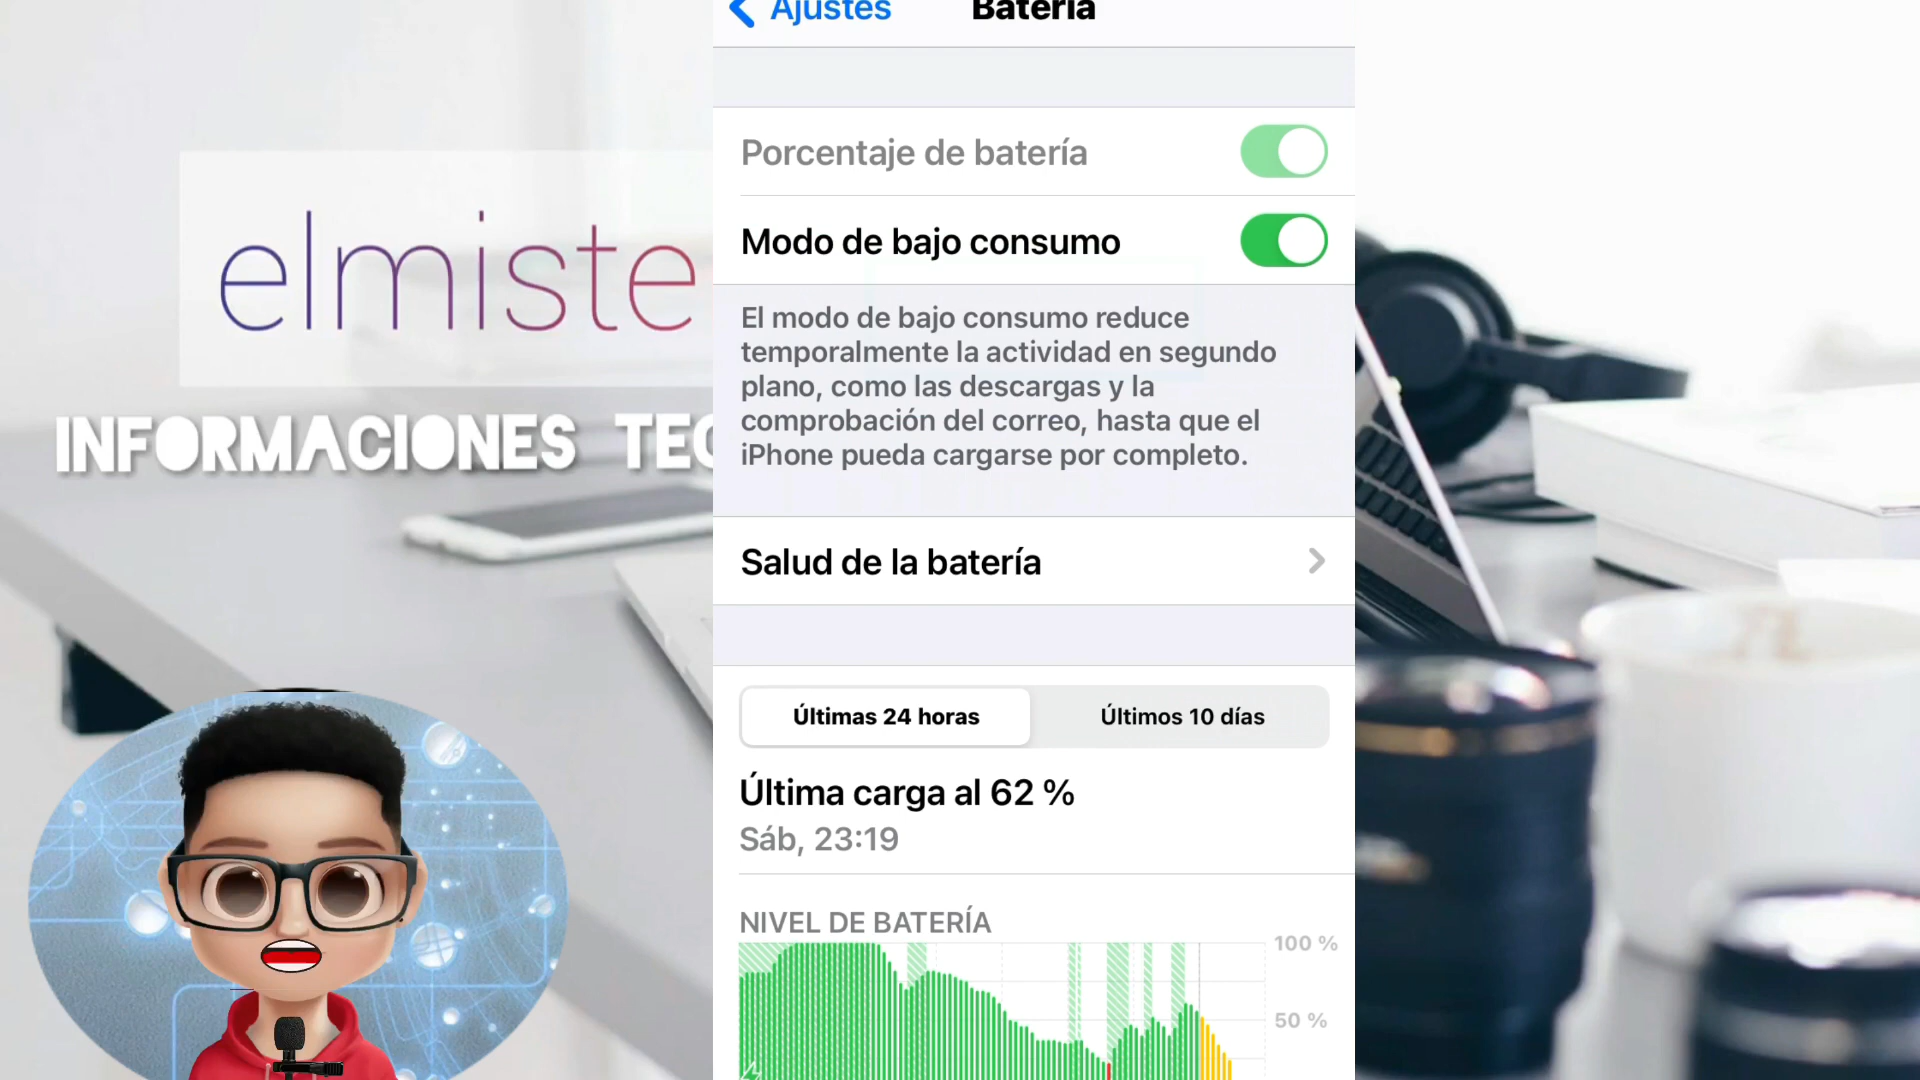 Ajustes Batería
Porcentaje de batería
Modo de bajo consumo
El modo de bajo consumo reduce
temporalmente la actividad en segundo
plano, como las descargas y la
comprobación del correo, hasta que el
iPhone pueda cargarse por completo.
Salud de la batería
Últimas 24 horas Últimos 10 días
Última carga al 62 %
Sáb, 23:19
NIVEL DE BATERÍA
100 %
50 %
elmiste
INFORMACIONES TEC